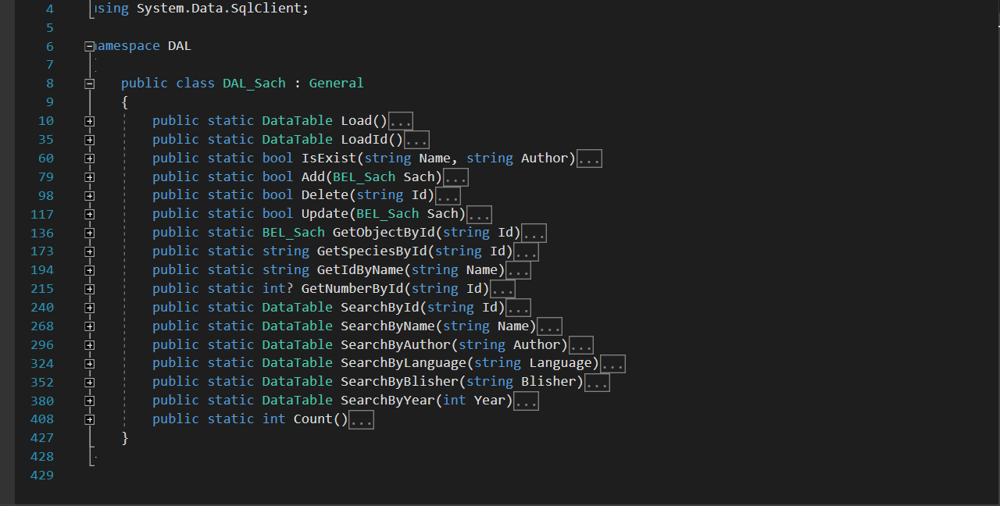 4 using System.Data.SqlClient;
5
6 namespace DAL
7
8 public class DAL_Sach : General
9 {
10 public static DataTable Load()...
35 public static DataTable LoadId()...
60 public static bool IsExist(string Name, string Author)...
79 public static bool Add(BEL_Sach Sach)...
98 public static bool Delete(string Id)...
117 public static bool Update(BEL_Sach Sach)...
136 public static BEL_Sach GetObjectById(string Id)...
173 public static string GetSpeciesById(string Id)...
194 public static string GetIdByName(string Name)...
215 public static int? GetNumberById(string Id)...
240 public static DataTable SearchById(string Id)...
268 public static DataTable SearchByName(string Name)...
296 public static DataTable SearchByAuthor(string Author)...
324 public static DataTable SearchByLanguage(string Language)...
352 public static DataTable SearchByBlisher(string Blisher)...
380 public static DataTable SearchByYear(int Year)...
408 public static int Count()...
427 }
428
429